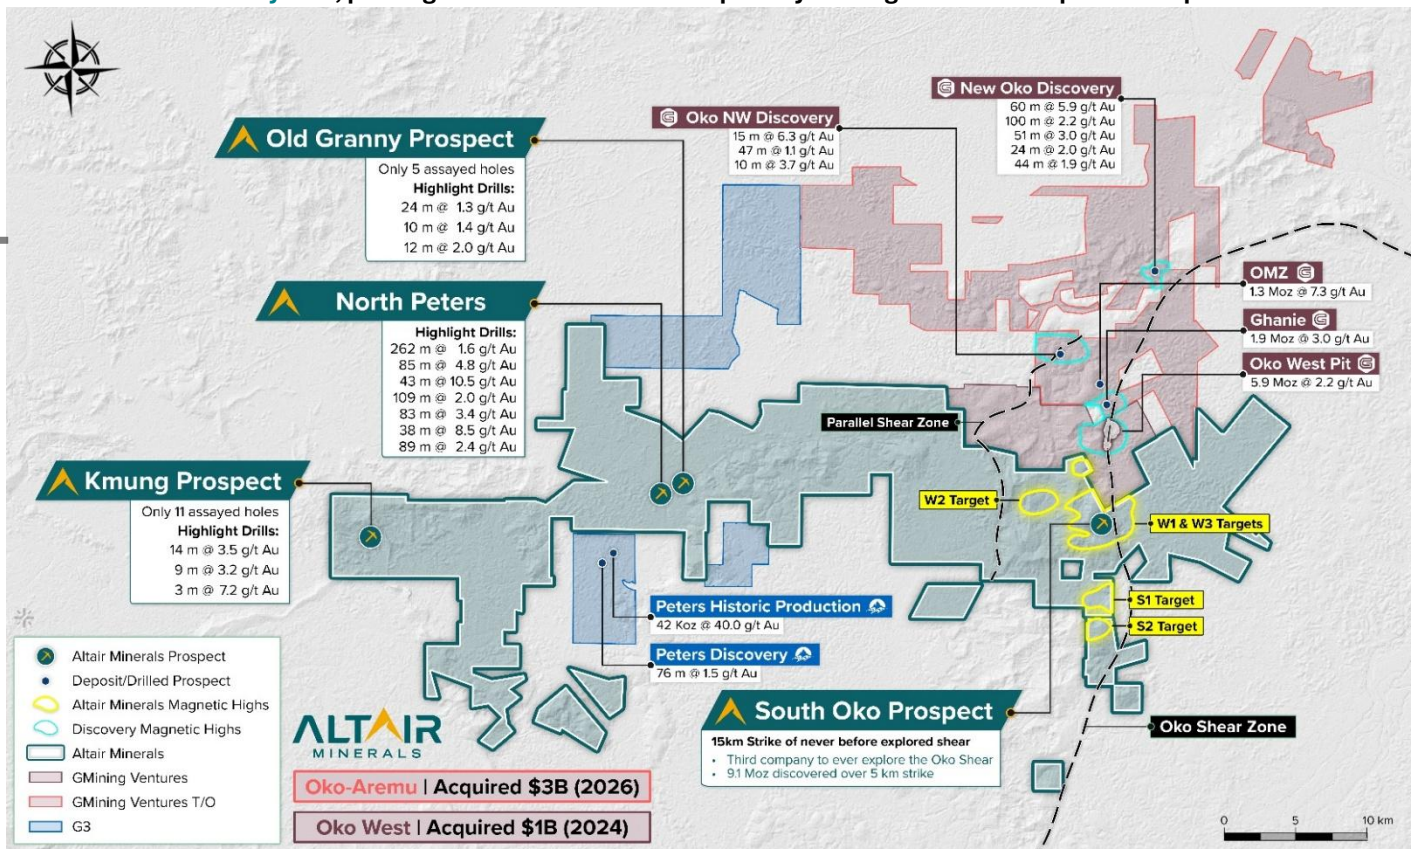 Old Granny Prospect
Only 5 assayed holes
Highlight Drills:
24 m @ 1.3 g/t Au
10 m @ 1.4 g/t Au
12 m @ 2.0 g/t Au
North Peters
Highlight Drills:
262 m @ 1.6 g/t Au
85 m @ 4.8 g/t Au
43 m @ 10.5 g/t Au
109 m @ 2.0 g/t Au
83 m @ 3.4 g/t Au
38 m @ 8.5 g/t Au
89 m @ 2.4 g/t Au
Kmung Prospect
Only 11 assayed holes
Highlight Drills:
14 m @ 3.5 g/t Au
9 m @ 3.2 g/t Au
3 m @ 7.2 g/t Au
Oko NW Discovery
15 m @ 6.3 g/t Au
47 m @ 1.1 g/t Au
10 m @ 3.7 g/t Au
New Oko Discovery
60 m @ 5.9 g/t Au
100 m @ 2.2 g/t Au
51 m @ 3.0 g/t Au
24 m @ 2.0 g/t Au
44 m @ 1.9 g/t Au
OMZ
1.3 Moz @ 7.3 g/t Au
Ghanie
1.9 Moz @ 3.0 g/t Au
Oko West Pit
5.9 Moz @ 2.2 g/t Au
Parallel Shear Zone
W2 Target
W1 & W3 Targets
S1 Target
S2 Target
Peters Historic Production
42 Koz @ 40.0 g/t Au
Peters Discovery
76 m @ 1.5 g/t Au
South Oko Prospect
15km Strike of never before explored shear
• Third company to ever explore the Oko Shear
• 9.1 Moz discovered over 5 km strike
Oko Shear Zone
Altair Minerals Prospect
Deposit/Drilled Prospect
Altair Minerals Magnetic Highs
Discovery Magnetic Highs
Altair Minerals
GMining Ventures
GMining Ventures T/O
G3
ALTAIR
MINERALS
Oko-Aremu | Acquired $3B (2026)
Oko West | Acquired $1B (2024)
0 5 10 km